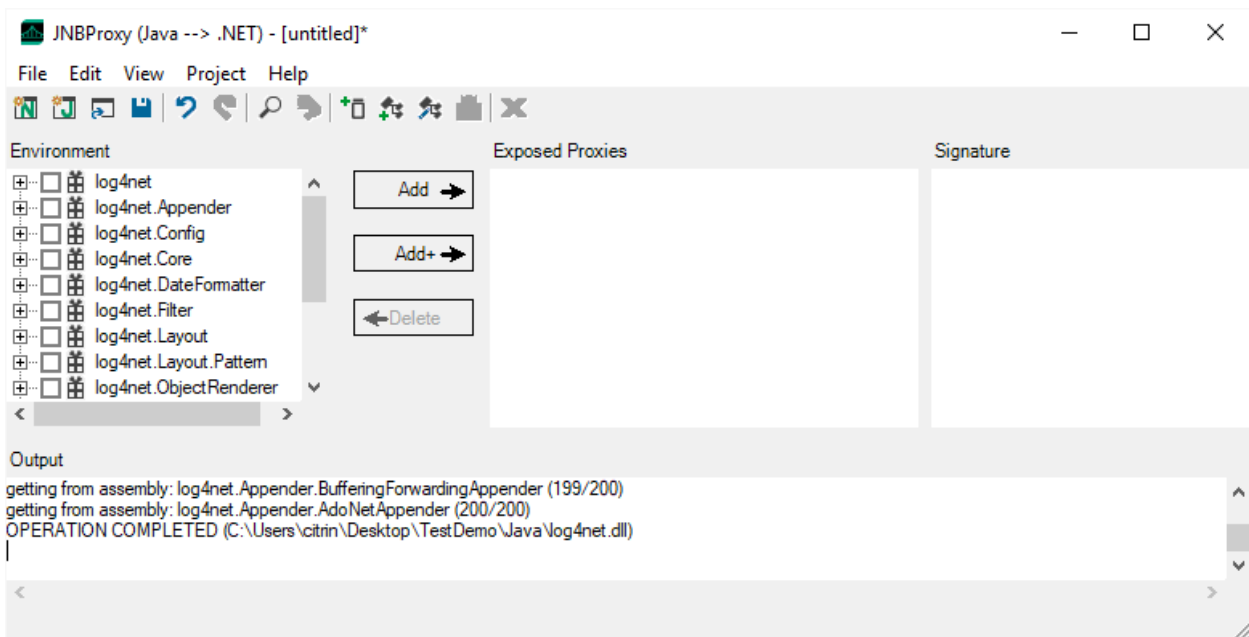 JNBProxy (Java --> .NET) - [untitled]*
File Edit View Project Help
Environment
Exposed Proxies
Signature
log4net
log4net.Appender
log4net.Config
log4net.Core
log4net.DateFormatter
log4net.Filter
log4net.Layout
log4net.Layout.Pattern
log4net.ObjectRenderer
Add
Add+
Delete
Output
getting from assembly: log4net.Appender.BufferingForwardingAppender (199/200)
getting from assembly: log4net.Appender.AdoNetAppender (200/200)
OPERATION COMPLETED (C:\Users\citrin\Desktop\TestDemo\Java\log4net.dll)